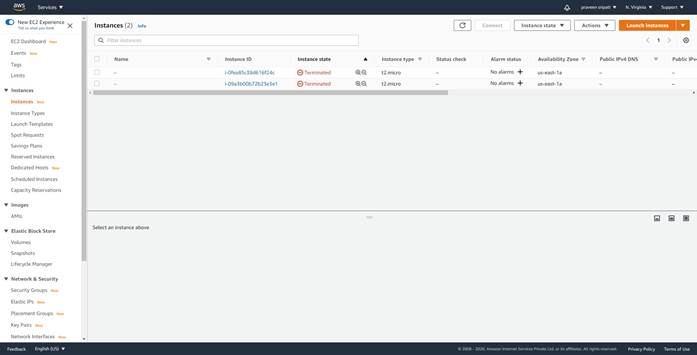 aws
Services
praveen sripati
N. Virginia
Support
New EC2 Experience
Tell us what you think
EC2 Dashboard New
Events New
Tags
Limits
Instances
Instances New
Instance Types
Launch Templates
Spot Requests
Savings Plans
Reserved Instances
Dedicated Hosts New
Scheduled Instances
Capacity Reservations
Images
AMIs
Elastic Block Store
Volumes
Snapshots
Lifecycle Manager
Network & Security
Security Groups New
Elastic IPs New
Placement Groups New
Key Pairs New
Network Interfaces New
Instances (2) Info
Connect
Instance state
Actions
Launch instances
Filter instances
1
Name Instance ID Instance state Instance type Status check Alarm status Availability Zone Public IPv4 DNS Public IPv
– i-0fea85c38d616f24c Terminated t2.micro – No alarms + us-east-1a – –
– i-09a3b00b72b25e3e1 Terminated t2.micro – No alarms + us-east-1a – –
Select an instance above
Feedback English (US) © 2008 - 2020, Amazon Internet Services Private Ltd. or its affiliates. All rights reserved. Privacy Policy Terms of Use